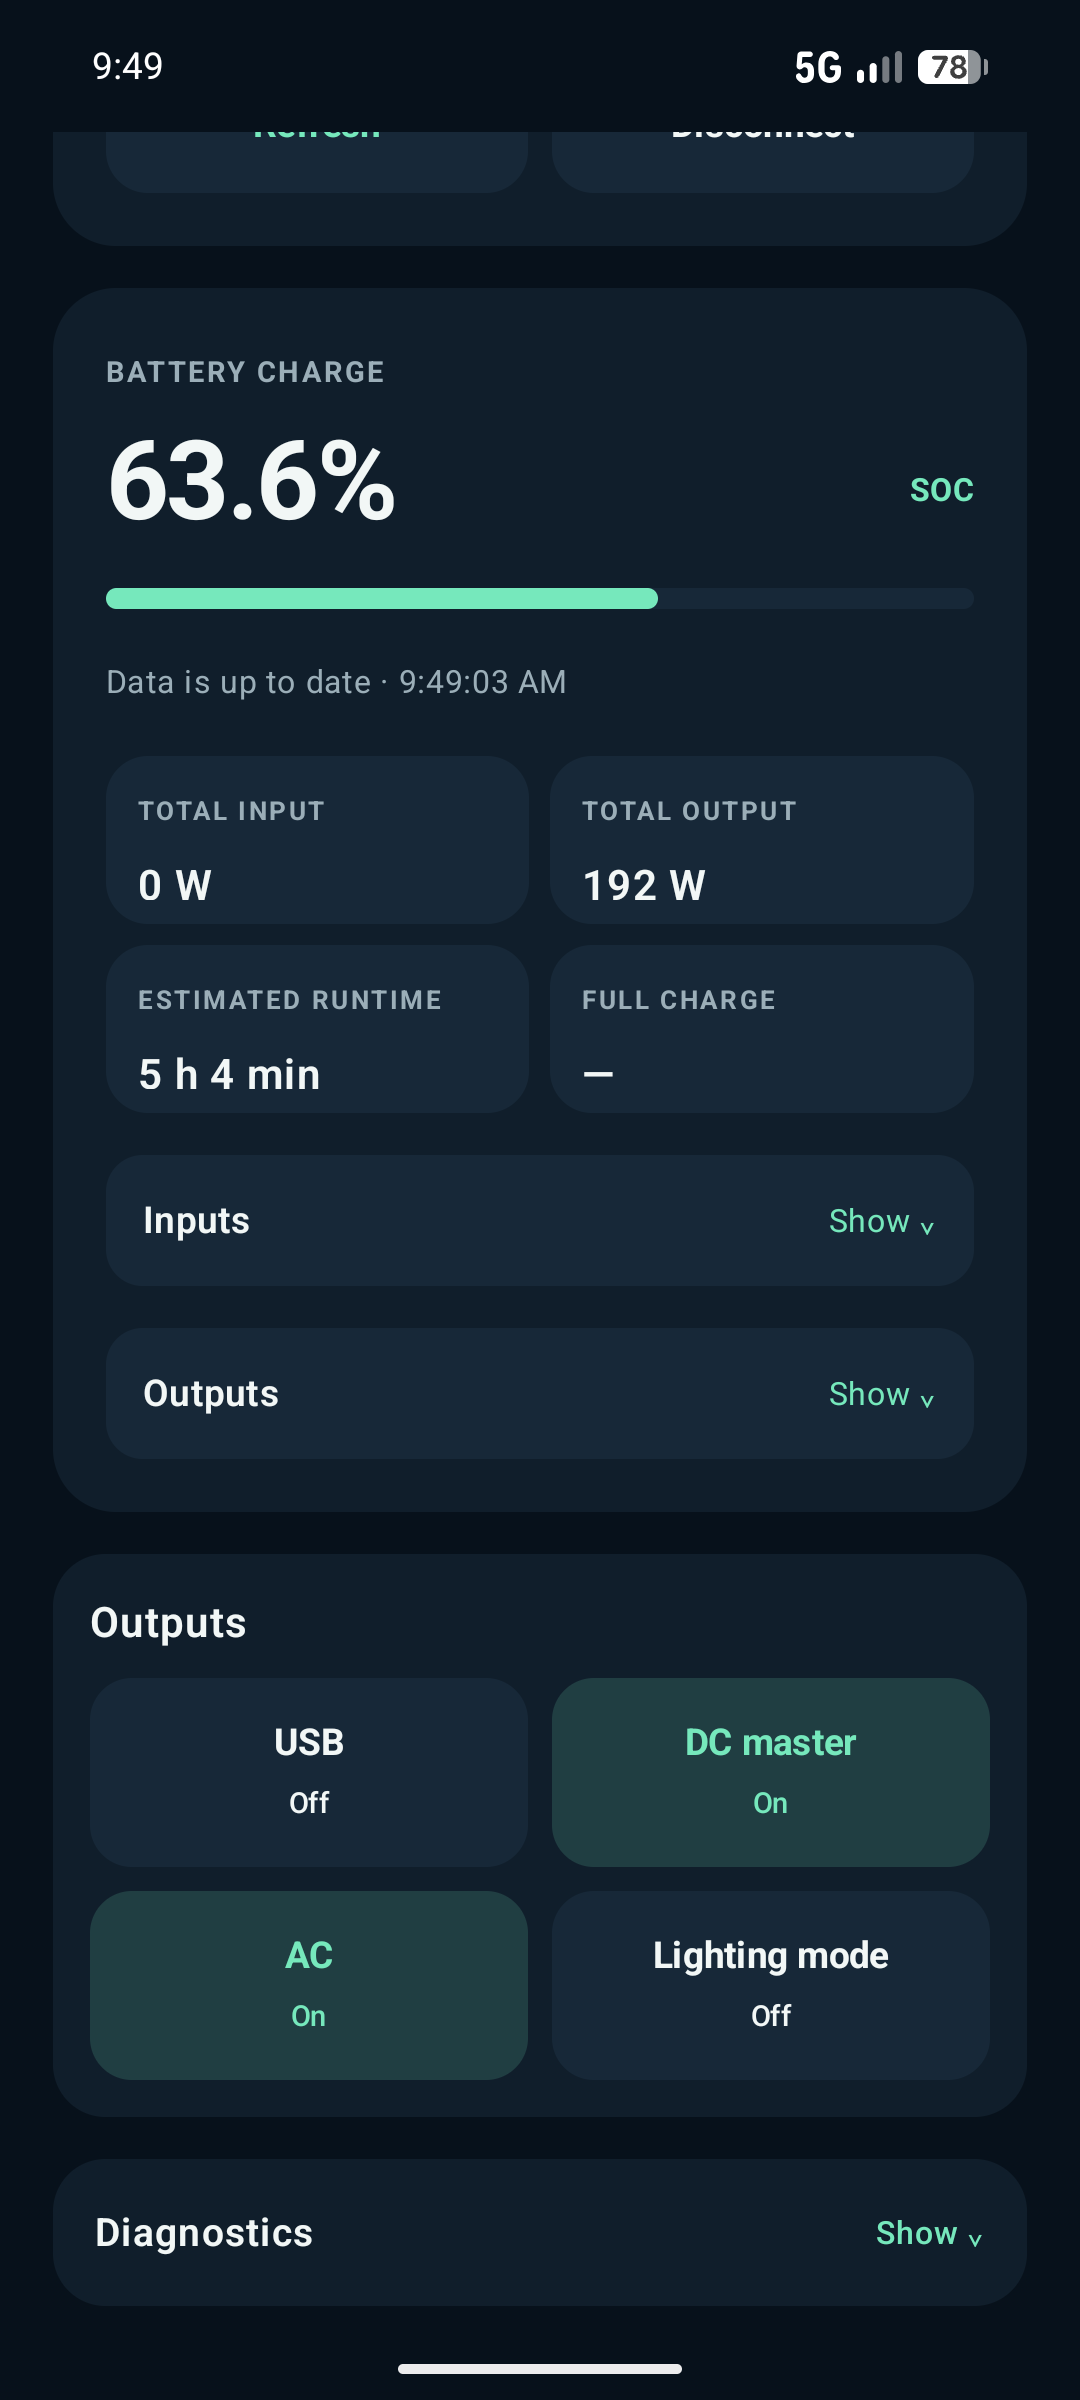 9:49
5G 78
Refresh Disconnect
BATTERY CHARGE
63.6%
SOC
Data is up to date · 9:49:03 AM
TOTAL INPUT
0 W
TOTAL OUTPUT
192 W
ESTIMATED RUNTIME
5 h 4 min
FULL CHARGE
—
Inputs
Show v
Outputs
Show v
Outputs
USB
Off
DC master
On
AC
On
Lighting mode
Off
Diagnostics
Show v